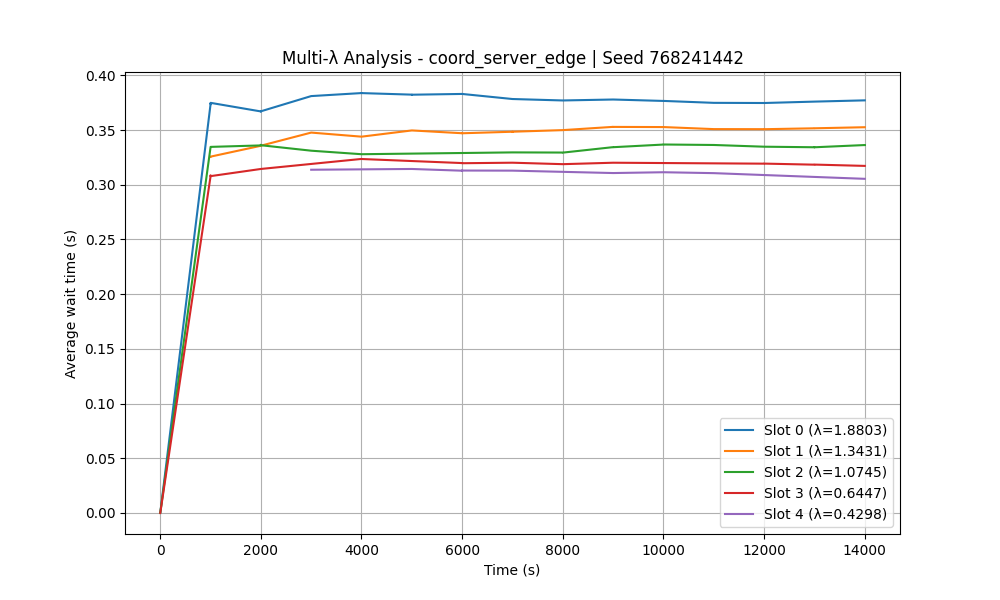 Multi-λ Analysis - coord_server_edge | Seed 768241442
Average wait time (s)
0.40
0.35
0.30
0.25
0.20
0.15
0.10
0.05
0.00
Slot 0 (λ=1.8803)
Slot 1 (λ=1.3431)
Slot 2 (λ=1.0745)
Slot 3 (λ=0.6447)
Slot 4 (λ=0.4298)
0 2000 4000 6000 8000 10000 12000 14000
Time (s)